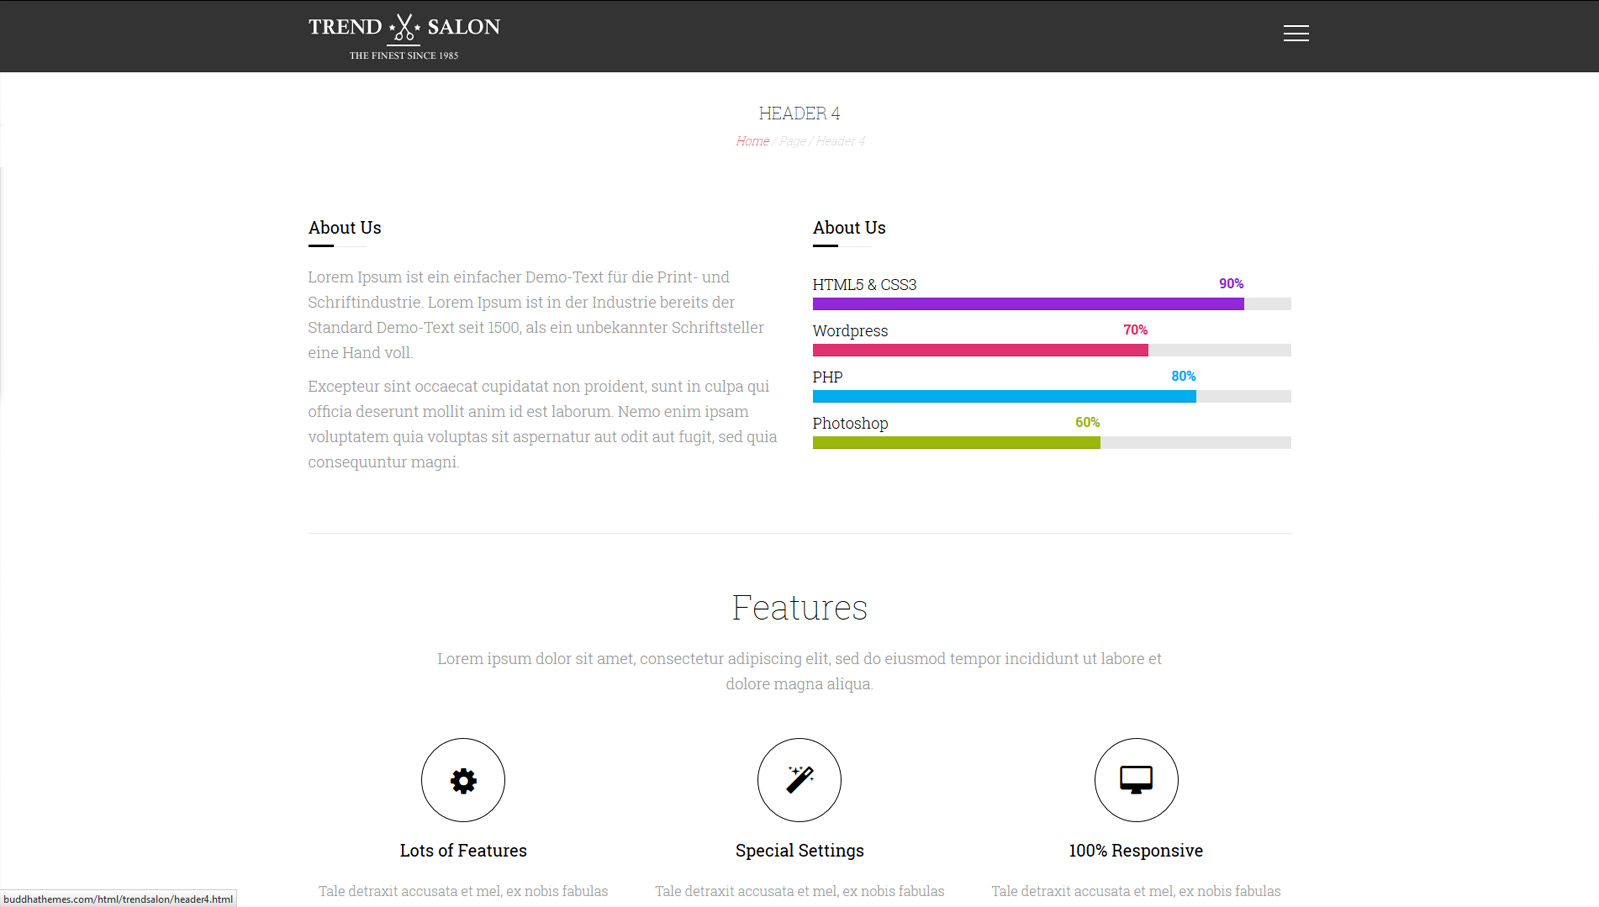 TREND SALON
THE FINEST SINCE 1985
HEADER 4
Home / Page / Header 4
About Us
Lorem Ipsum ist ein einfacher Demo-Text für die Print- und
Schriftindustrie. Lorem Ipsum ist in der Industrie bereits der
Standard Demo-Text seit 1500, als ein unbekannter Schriftsteller
eine Hand voll.
Excepteur sint occaecat cupidatat non proident, sunt in culpa qui
officia deserunt mollit anim id est laborum. Nemo enim ipsam
voluptatem quia voluptas sit aspernatur aut odit aut fugit, sed quia
consequuntur magni.
About Us
HTML5 & CSS3 90%
Wordpress 70%
PHP 80%
Photoshop 60%
Features
Lorem ipsum dolor sit amet, consectetur adipiscing elit, sed do eiusmod tempor incididunt ut labore et
dolore magna aliqua.
Lots of Features
Tale detraxit accusata et mel, ex nobis fabulas
Special Settings
Tale detraxit accusata et mel, ex nobis fabulas
100% Responsive
Tale detraxit accusata et mel, ex nobis fabulas
buddhathemes.com/html/trendsalon/header4.html